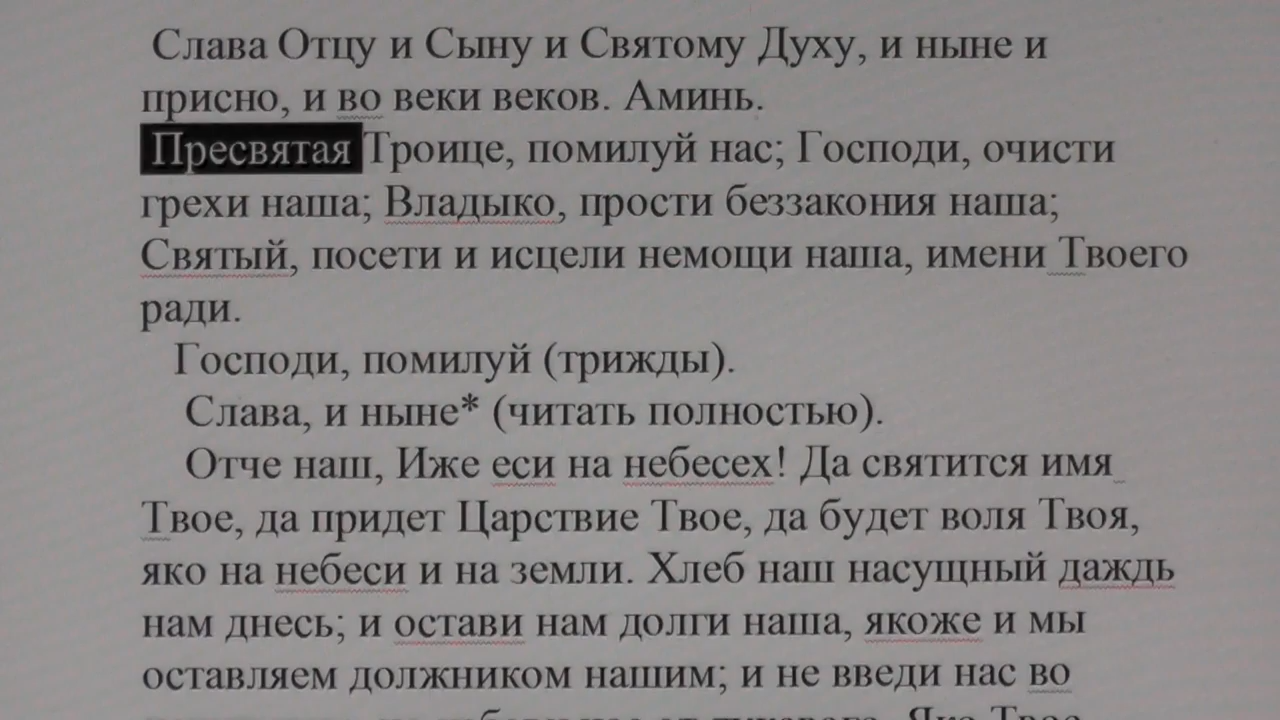 Слава Отцу и Сыну и Святому Духу, и ныне и
присно, и во веки веков. Аминь.
Пресвятая Троице, помилуй нас; Господи, очисти
грехи наша; Владыко, прости беззакония наша;
Святый, посети и исцели немощи наша, имени Твоего
ради.
Господи, помилуй (трижды).
Слава, и ныне* (читать полностью).
Отче наш, Иже еси на небесех! Да святится имя
Твое, да придет Царствие Твое, да будет воля Твоя,
яко на небеси и на земли. Хлеб наш насущный даждь
нам днесь; и остави нам долги наша, якоже и мы
оставляем должником нашим; и не введи нас во